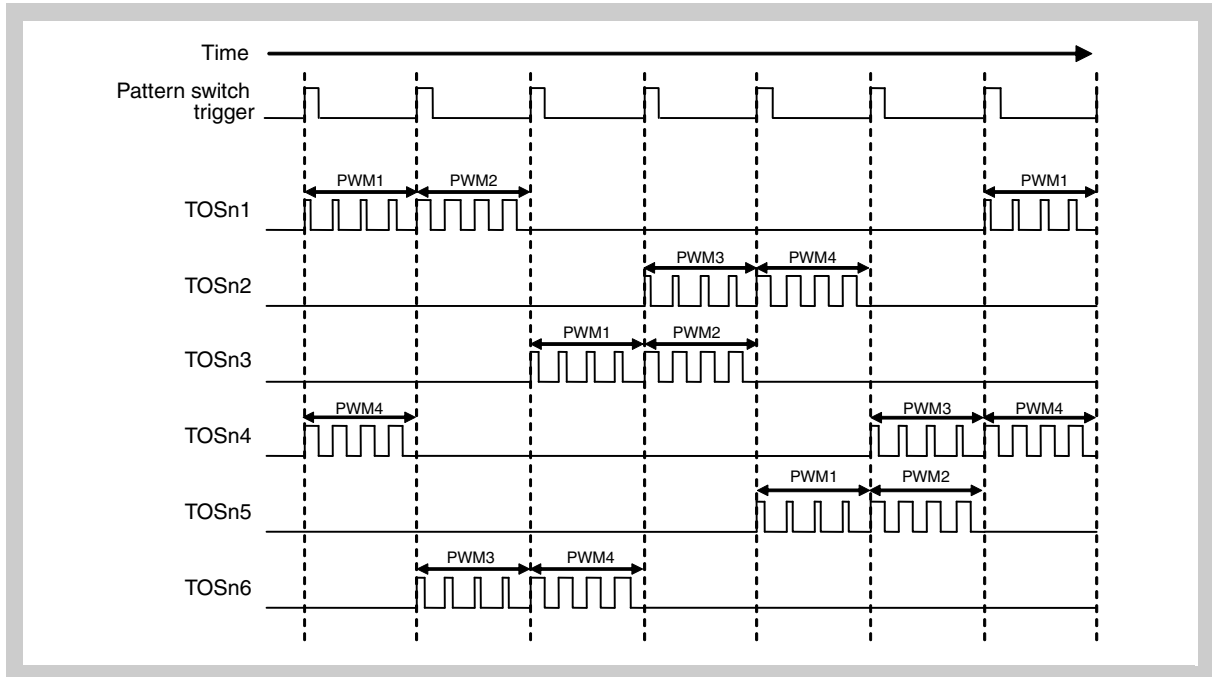 Time
Pattern switch
trigger
PWM1 PWM2 PWM1
TOSn1
PWM3 PWM4
TOSn2
PWM1 PWM2
TOSn3
PWM4 PWM3 PWM4
TOSn4
PWM1 PWM2
TOSn5
PWM3 PWM4
TOSn6